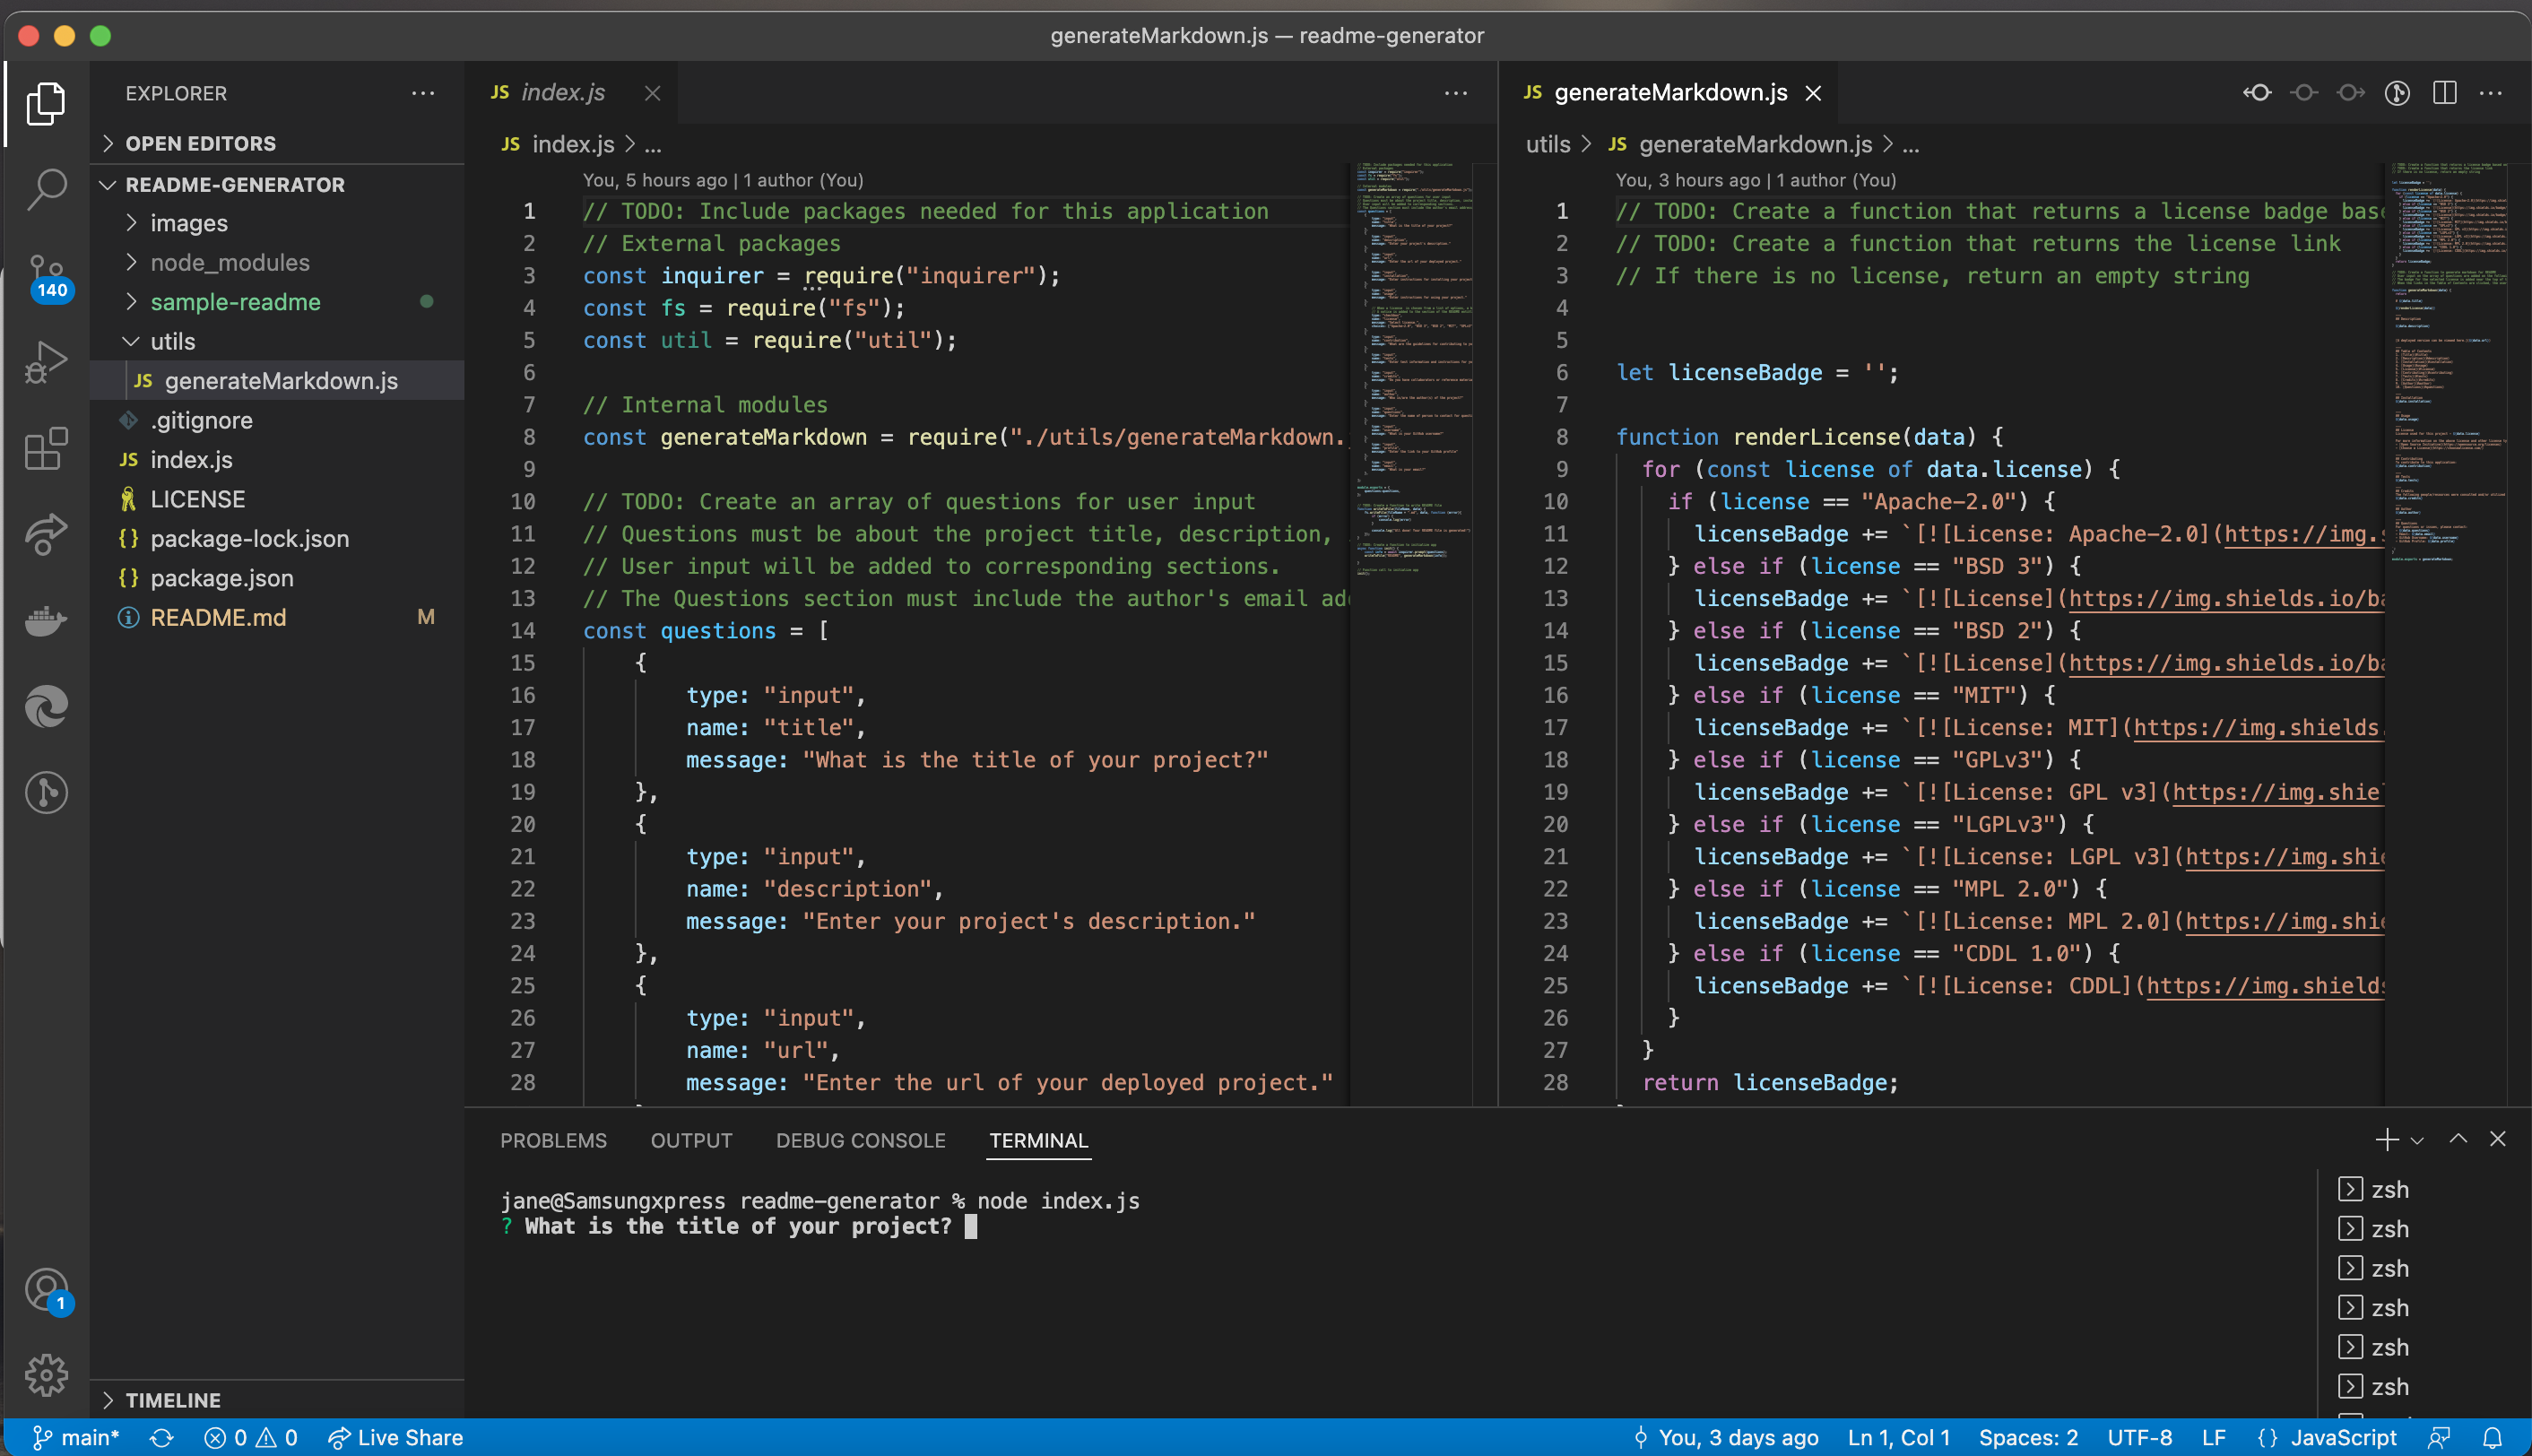 generateMarkdown.js — readme-generator
EXPLORER
OPEN EDITORS
README-GENERATOR
images
node_modules
sample-readme
utils
JS generateMarkdown.js
.gitignore
JS index.js
LICENSE
{} package-lock.json
{} package.json
README.md M
TIMELINE
140
1
JS index.js
JS index.js > ...
You, 5 hours ago | 1 author (You)
1 // TODO: Include packages needed for this application
2 // External packages
3 const inquirer = require("inquirer");
4 const fs = require("fs");
5 const util = require("util");
6
7 // Internal modules
8 const generateMarkdown = require("./utils/generateMarkdown.
9
10 // TODO: Create an array of questions for user input
11 // Questions must be about the project title, description,
12 // User input will be added to corresponding sections.
13 // The Questions section must include the author's email
14 const questions = [
15 {
16 type: "input",
17 name: "title",
18 message: "What is the title of your project?"
19 },
20 {
21 type: "input",
22 name: "description",
23 message: "Enter your project's description."
24 },
25 {
26 type: "input",
27 name: "url",
28 message: "Enter the url of your deployed project."
JS generateMarkdown.js
utils > JS generateMarkdown.js > ...
You, 3 hours ago | 1 author (You)
1 // TODO: Create a function that returns a license badge
2 // TODO: Create a function that returns the license link
3 // If there is no license, return an empty string
4
5
6 let licenseBadge = '';
7
8 function renderLicense(data) {
9 for (const license of data.license) {
10 if (license == "Apache-2.0") {
11 licenseBadge += `[![License: Apache-2.0](https://img.
12 } else if (license == "BSD 3") {
13 licenseBadge += `[![License](https://img.shields.io/
14 } else if (license == "BSD 2") {
15 licenseBadge += `[![License](https://img.shields.io/
16 } else if (license == "MIT") {
17 licenseBadge += `[![License: MIT](https://img.shields.
18 } else if (license == "GPLv3") {
19 licenseBadge += `[![License: GPL v3](https://img.shie
20 } else if (license == "LGPLv3") {
21 licenseBadge += `[![License: LGPL v3](https://img.shi
22 } else if (license == "MPL 2.0") {
23 licenseBadge += `[![License: MPL 2.0](https://img.shi
24 } else if (license == "CDDL 1.0") {
25 licenseBadge += `[![License: CDDL](https://img.shield
26 }
27 }
28 return licenseBadge;
PROBLEMS OUTPUT DEBUG CONSOLE TERMINAL
jane@Samsungxpress readme-generator % node index.js
? What is the title of your project?
zsh
zsh
zsh
zsh
zsh
zsh
main* 0 0 Live Share You, 3 days ago Ln 1, Col 1 Spaces: 2 UTF-8 LF {} JavaScript